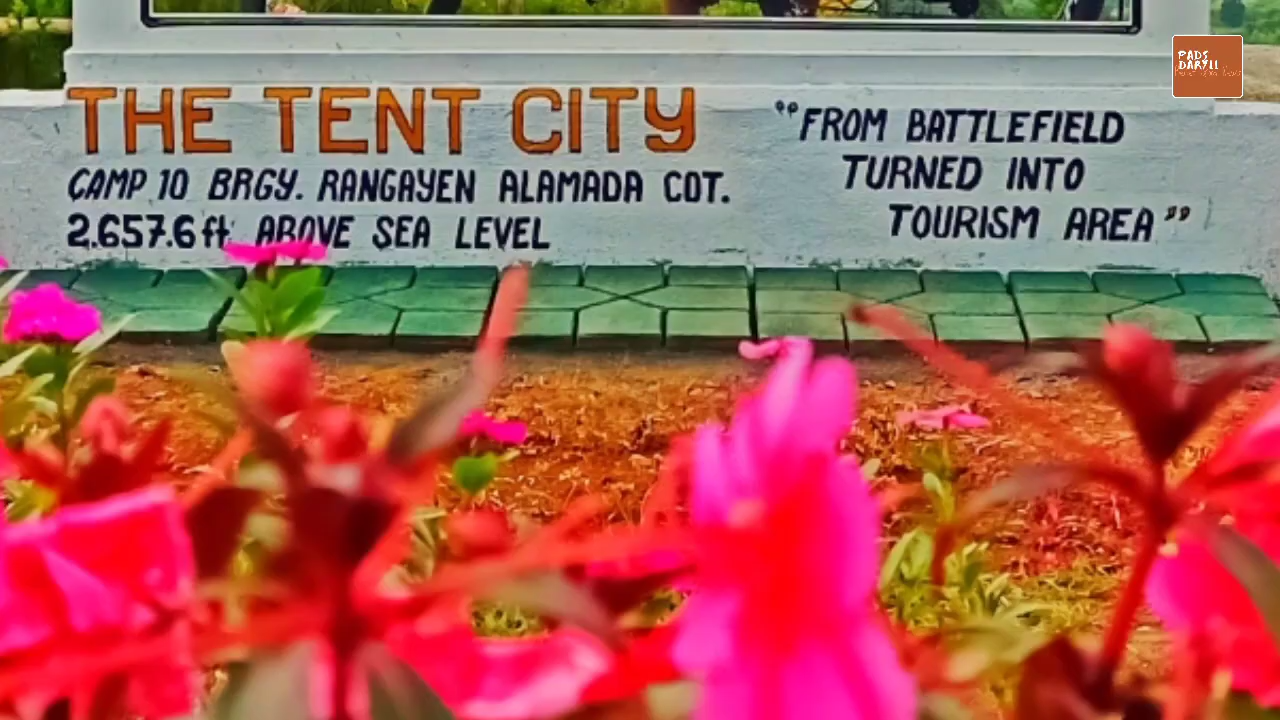 THE TENT CITY
CAMP 10 BRGY. RANGAYEN ALAMADA COT.
2.657.6 ft ABOVE SEA LEVEL
"FROM BATTLEFIELD
TURNED INTO
TOURISM AREA"
PADS
DARYLL